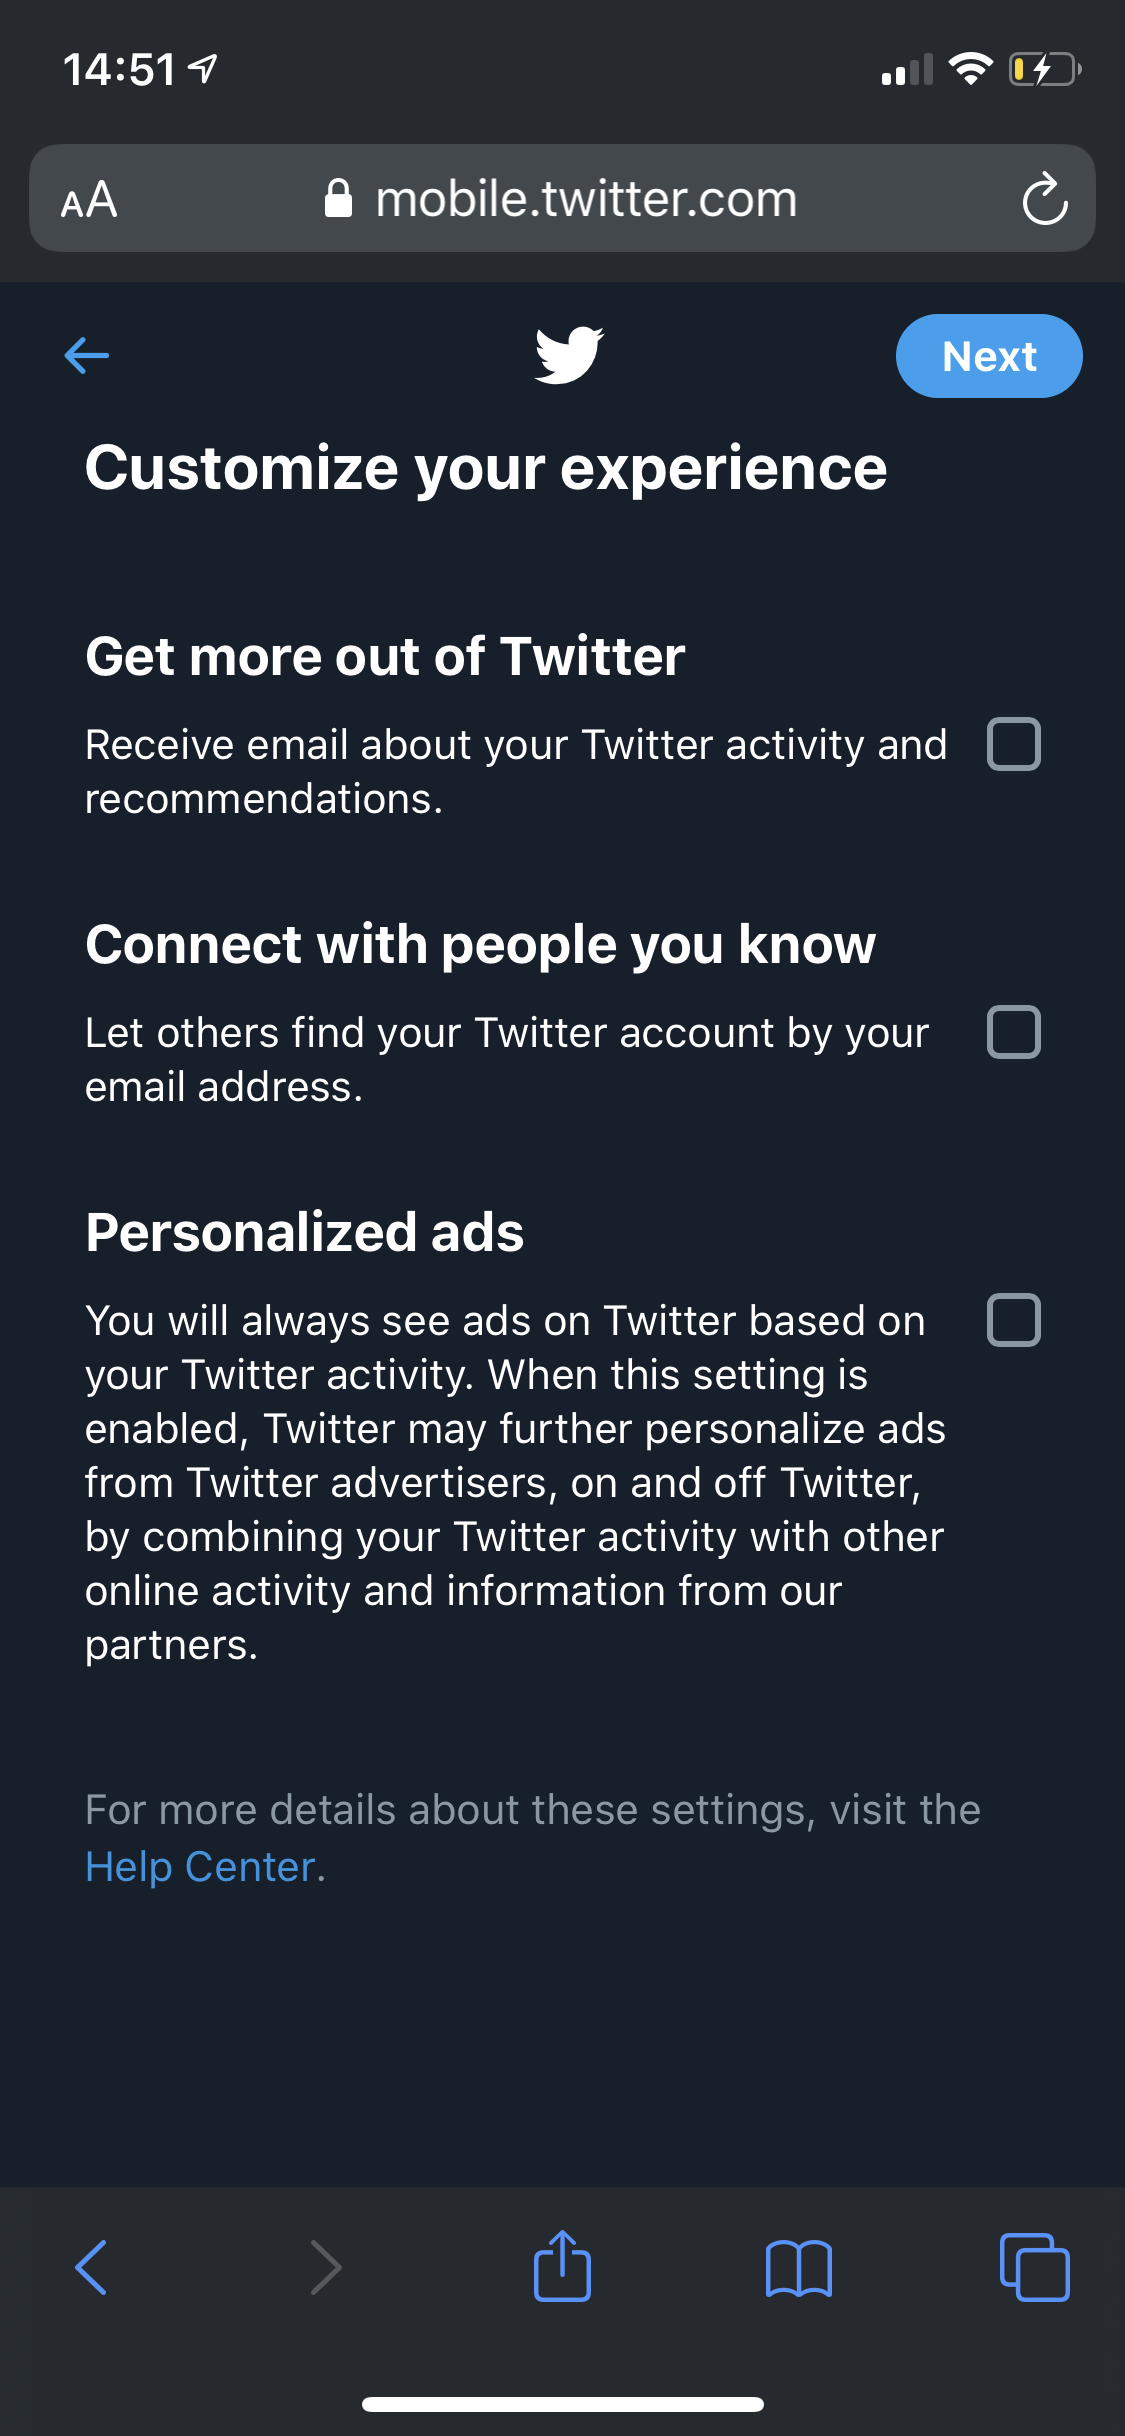 14:51
AA mobile.twitter.com
Next
Customize your experience
Get more out of Twitter
Receive email about your Twitter activity and
recommendations.
Connect with people you know
Let others find your Twitter account by your
email address.
Personalized ads
You will always see ads on Twitter based on
your Twitter activity. When this setting is
enabled, Twitter may further personalize ads
from Twitter advertisers, on and off Twitter,
by combining your Twitter activity with other
online activity and information from our
partners.
For more details about these settings, visit the
Help Center.